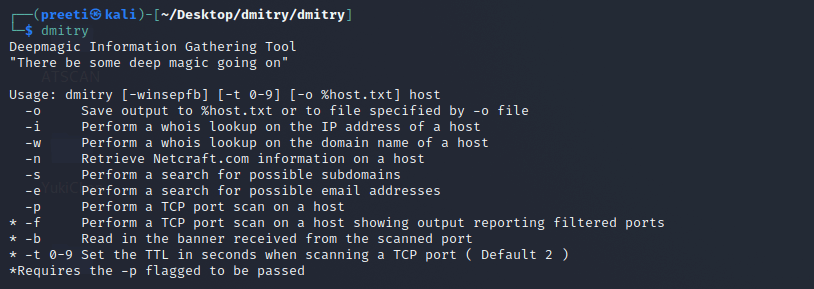 ┌──(preeti㉿kali)-[~/Desktop/dmitry/dmitry]
└─$ dmitry
Deepmagic Information Gathering Tool
"There be some deep magic going on"
ATSCAN
Usage: dmitry [-winsepfb] [-t 0-9] [-o %host.txt] host
  -o     Save output to %host.txt or to file specified by -o file
  -i     Perform a whois lookup on the IP address of a host
  -w     Perform a whois lookup on the domain name of a host
  -n     Retrieve Netcraft.com information on a host
  -s     Perform a search for possible subdomains
  -e     Perform a search for possible email addresses
  -p     Perform a TCP port scan on a host
* -f     Perform a TCP port scan on a host showing output reporting filtered ports
* -b     Read in the banner received from the scanned port
* -t 0-9 Set the TTL in seconds when scanning a TCP port ( Default 2 )
*Requires the -p flagged to be passed